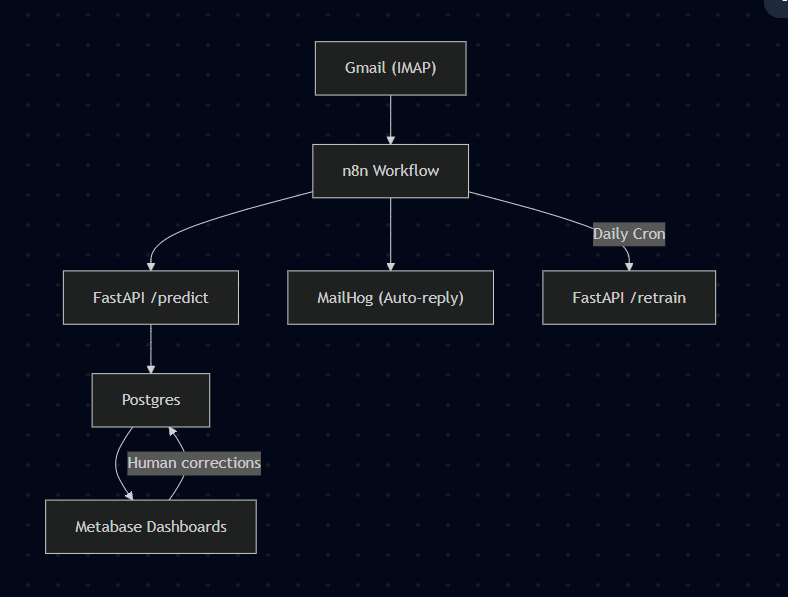 Gmail (IMAP)
n8n Workflow
Daily Cron
FastAPI /predict
MailHog (Auto-reply)
FastAPI /retrain
Postgres
Human corrections
Metabase Dashboards